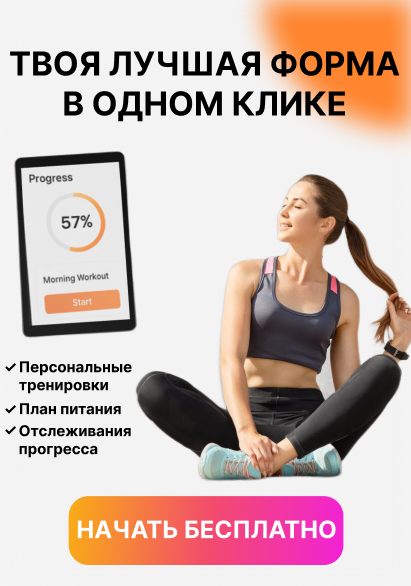 ТВОЯ ЛУЧШАЯ ФОРМА
В ОДНОМ КЛИКЕ
Progress
57%
Morning Workout
Start
Персональные
тренировки
План питания
Отслеживания
прогресса
НАЧАТЬ БЕСПЛАТНО